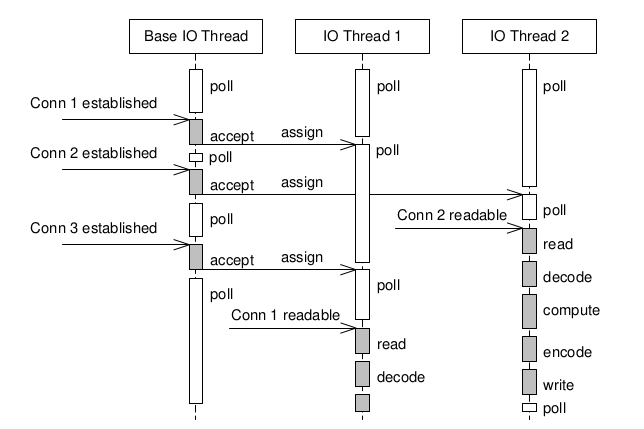 Base IO Thread
IO Thread 1
IO Thread 2
poll
poll
poll
Conn 1 established
accept
assign
poll
Conn 2 established
poll
accept
assign
Conn 3 established
poll
Conn 2 readable
poll
read
accept
assign
decode
poll
poll
Conn 1 readable
compute
read
encode
decode
write
poll